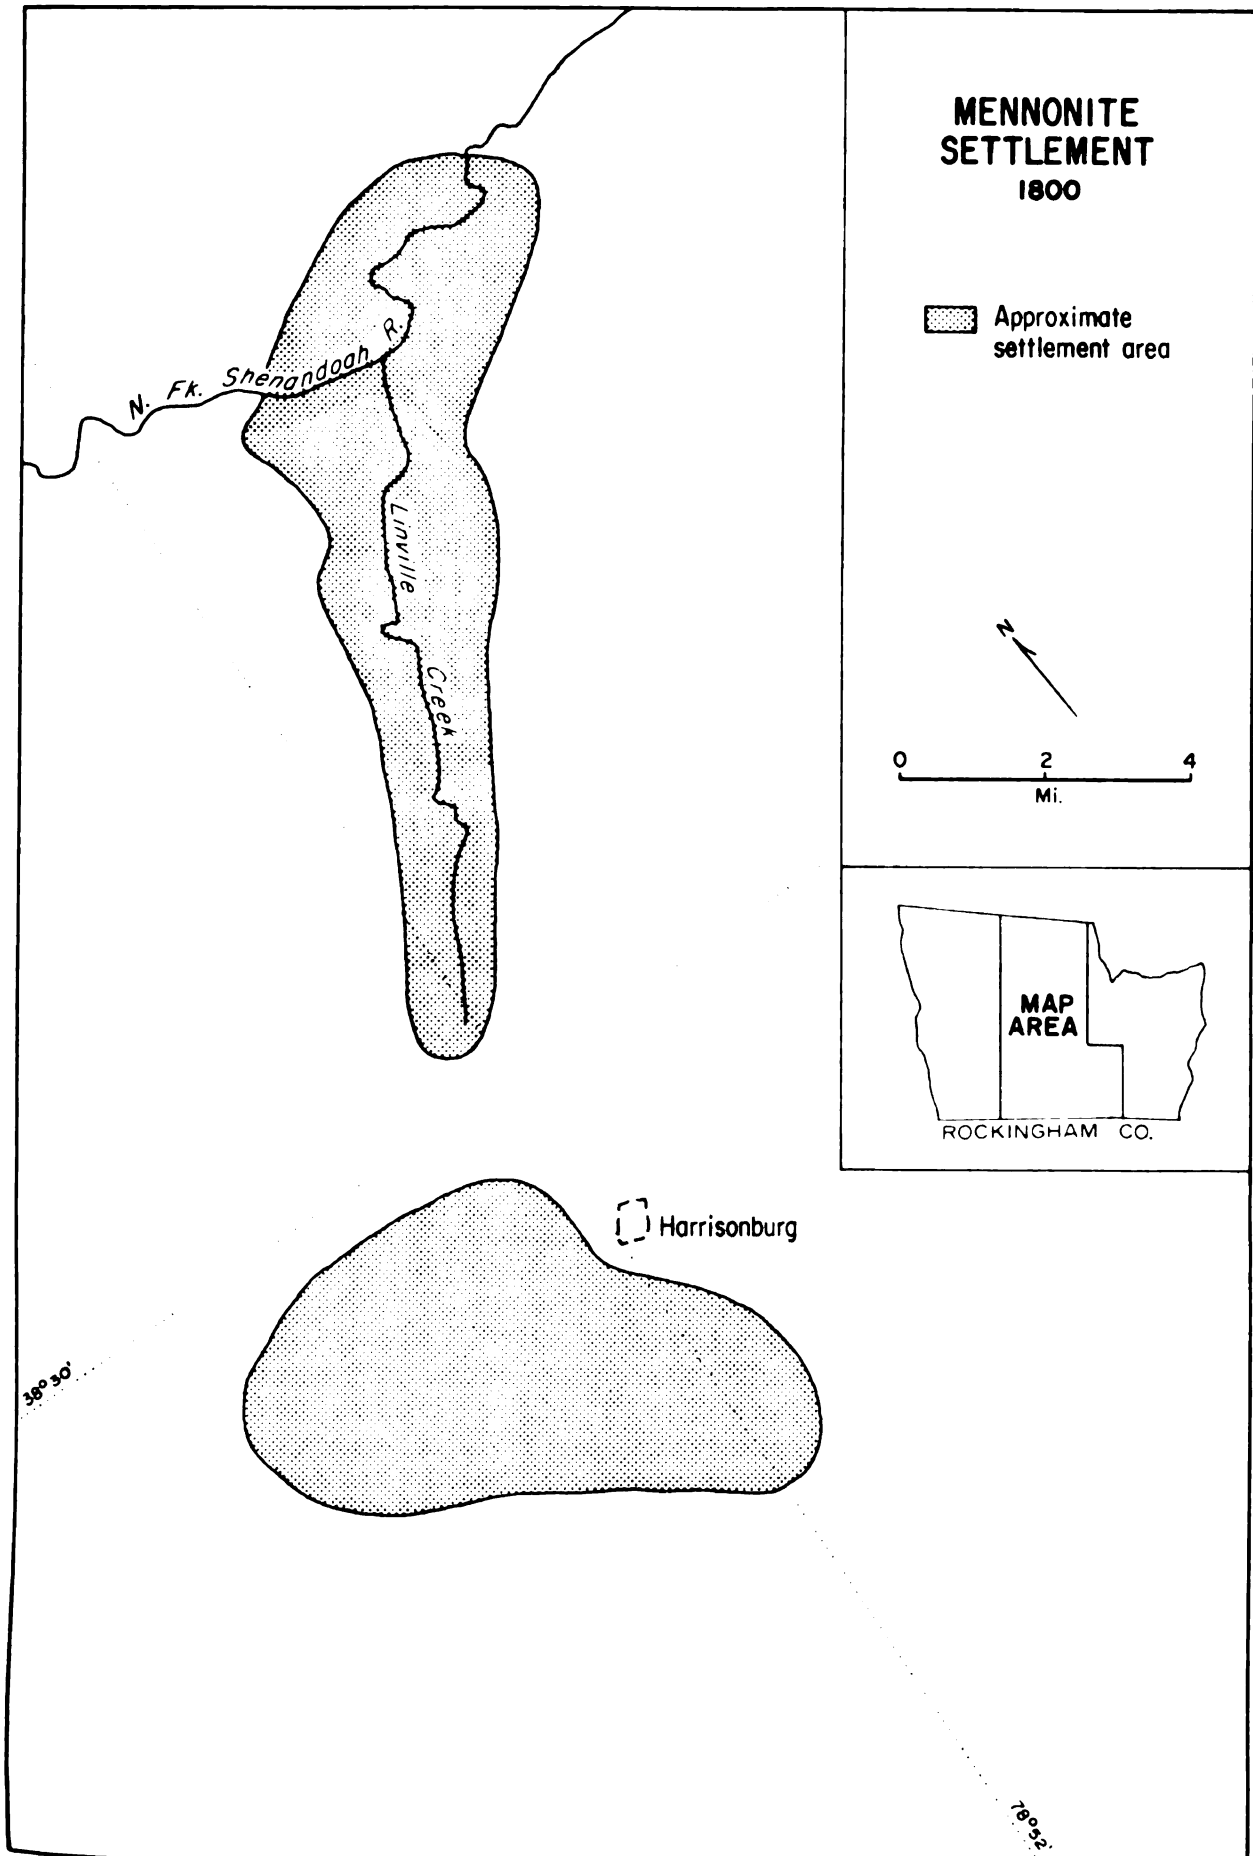 MENNONITE
SETTLEMENT
1800
Approximate
settlement area
N. Fk. Shenandoah R.
Linville
Creek
N
0 2 4
Mi.
MAP
AREA
ROCKINGHAM CO.
Harrisonburg
38°30'
78°52'